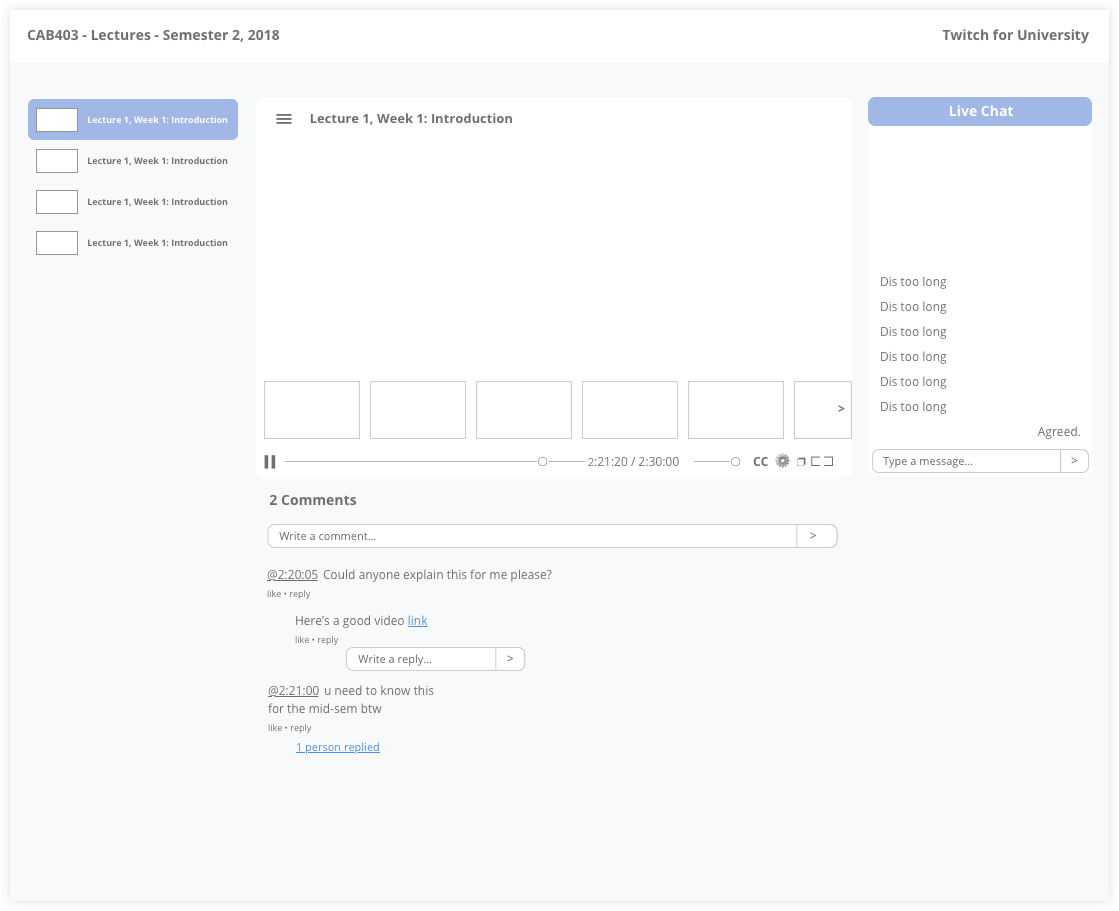 CAB403 - Lectures - Semester 2, 2018
Twitch for University
Lecture 1, Week 1: Introduction
Lecture 1, Week 1: Introduction
Lecture 1, Week 1: Introduction
Lecture 1, Week 1: Introduction
Lecture 1, Week 1: Introduction
>
2:21:20 / 2:30:00
CC
2 Comments
Write a comment...
>
@2:20:05 Could anyone explain this for me please?
like • reply
Here's a good video link
like • reply
Write a reply...
>
@2:21:00 u need to know this
for the mid-sem btw
like • reply
1 person replied
Live Chat
Dis too long
Dis too long
Dis too long
Dis too long
Dis too long
Dis too long
Agreed.
Type a message...
>